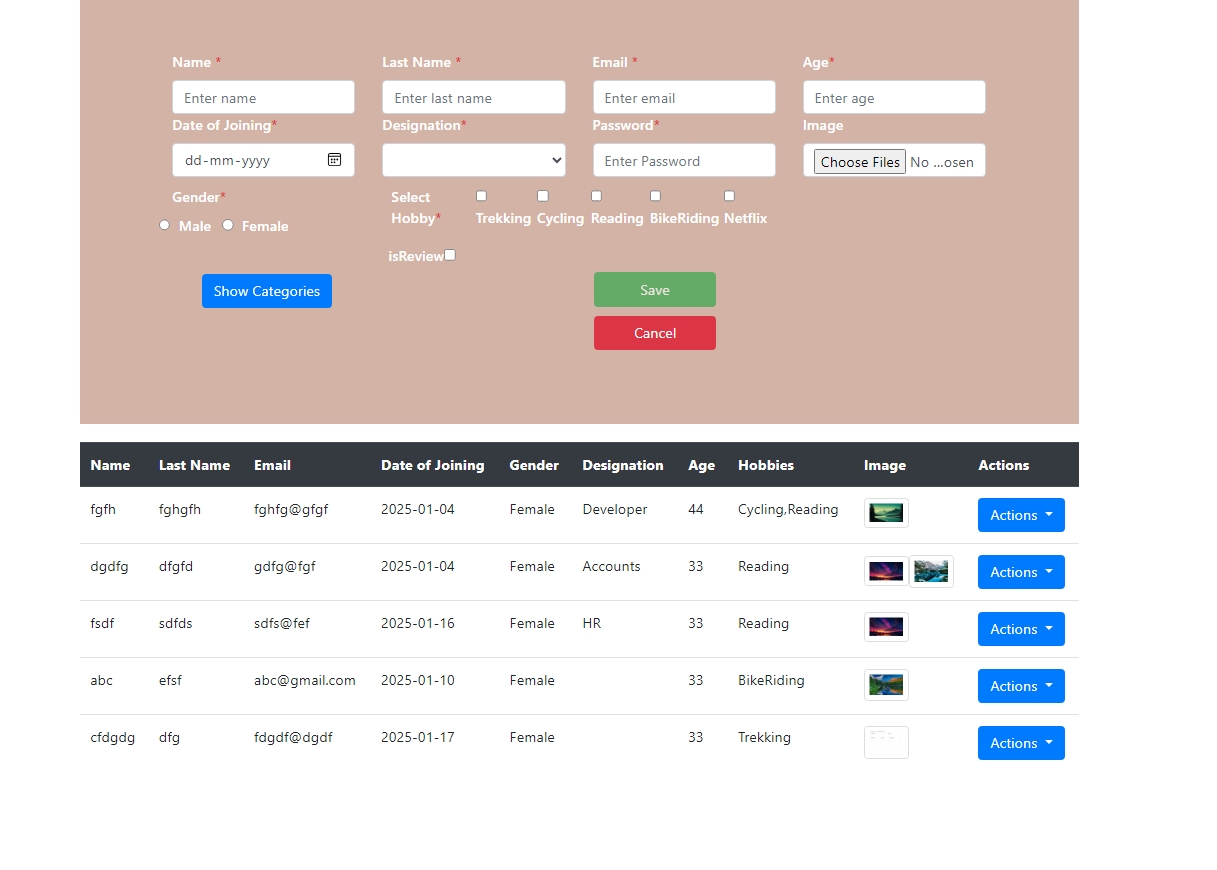 Name * Last Name * Email * Age*
Enter name Enter last name Enter email Enter age
Date of Joining* Designation* Password* Image
dd-mm-yyyy Enter Password Choose Files No ...osen
Gender* Select Hobby* Trekking Cycling Reading BikeRiding Netflix
Male Female
isReview
Show Categories Save
Cancel
Name Last Name Email Date of Joining Gender Designation Age Hobbies Image Actions
fgfh fghgfh fghfg@gfgf 2025-01-04 Female Developer 44 Cycling,Reading Actions
dgdfg dfgfd gdfg@fgf 2025-01-04 Female Accounts 33 Reading Actions
fsdf sdfds sdfs@fef 2025-01-16 Female HR 33 Reading Actions
abc efsf abc@gmail.com 2025-01-10 Female 33 BikeRiding Actions
cfdgdg dfg fdgdf@dgdf 2025-01-17 Female 33 Trekking Actions